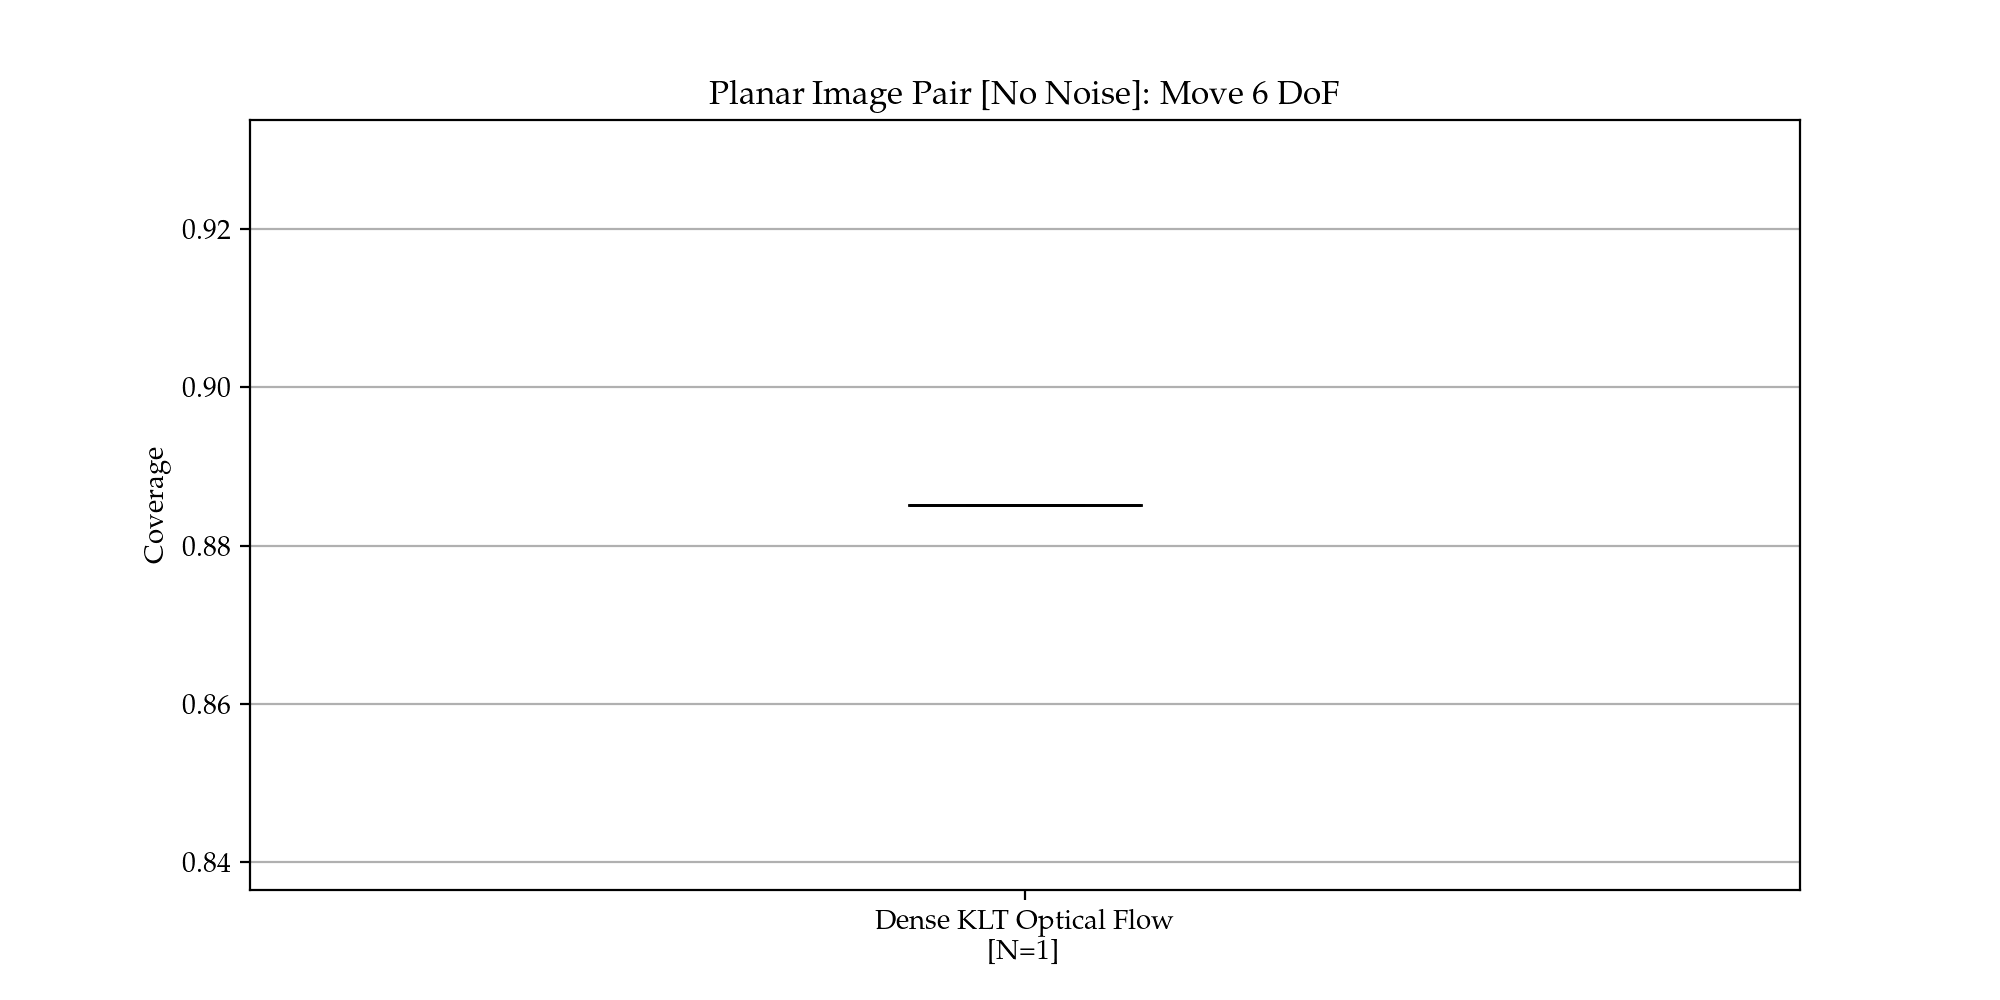 Planar Image Pair [No Noise]: Move 6 DoF
0.92
0.90
0.88
0.86
0.84
Coverage
Dense KLT Optical Flow
[N=1]